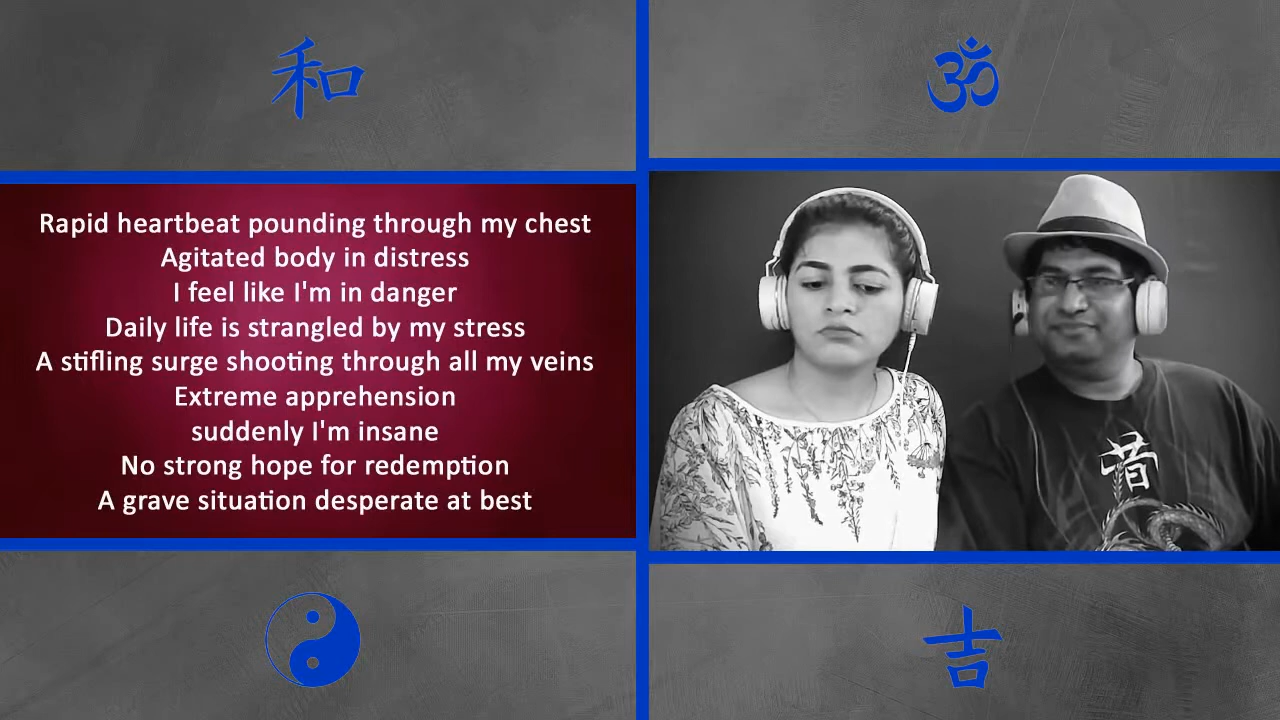 和
ॐ
Rapid heartbeat pounding through my chest
Agitated body in distress
I feel like I'm in danger
Daily life is strangled by my stress
A stifling surge shooting through all my veins
Extreme apprehension
suddenly I'm insane
No strong hope for redemption
A grave situation desperate at best
吉